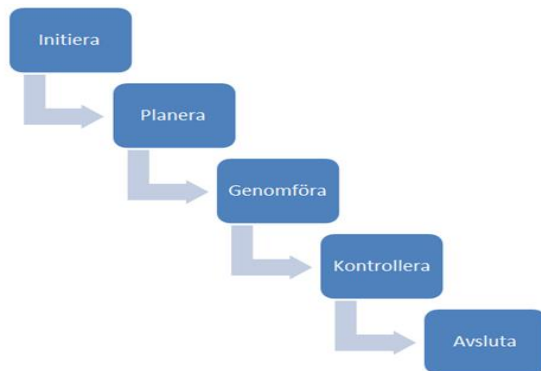 Initiera
Planera
Genomföra
Kontrollera
Avsluta